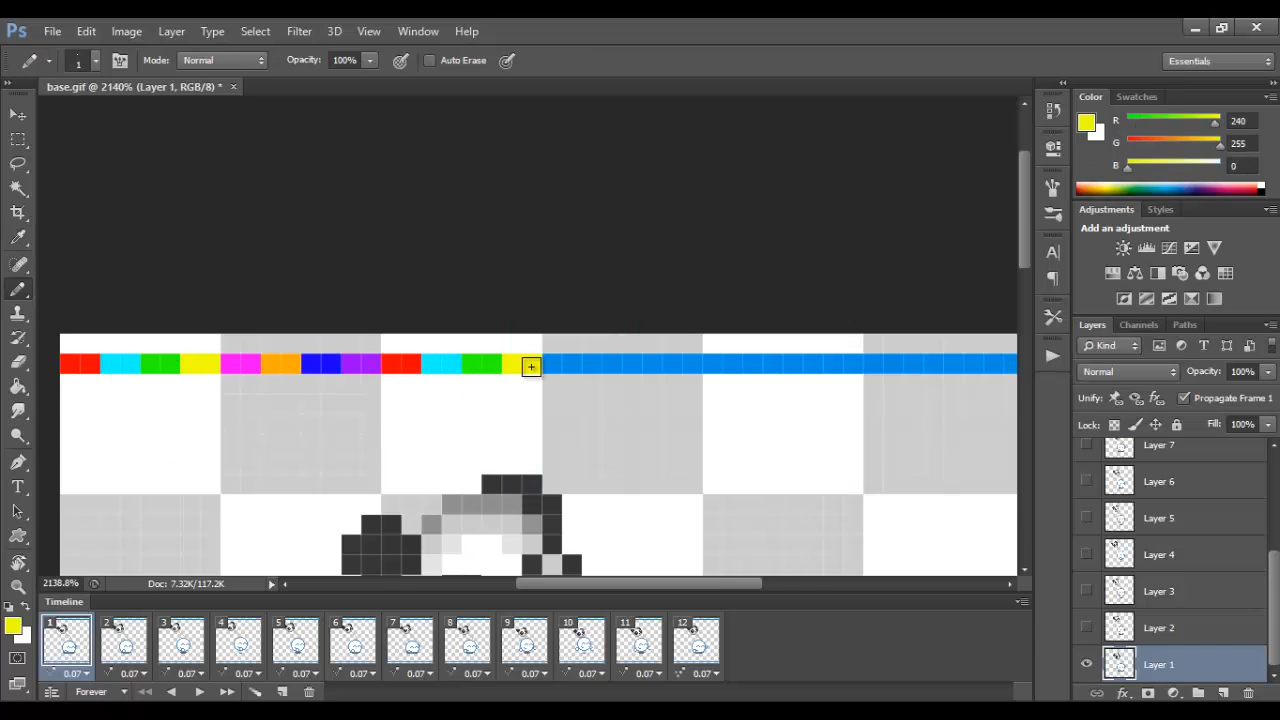 Ps File Edit Image Layer Type Select Filter 3D View Window Help
1 Mode: Normal Opacity: 100% Auto Erase Essentials
base.gif @ 2140% (Layer 1, RGB/8) *
Color Swatches
R 240
G 255
B 0
Adjustments Styles
Add an adjustment
Layers Channels Paths
Kind
Normal Opacity: 100%
Unify: Propagate Frame 1
Lock: Fill: 100%
Layer 7
Layer 6
Layer 5
Layer 4
Layer 3
Layer 2
Layer 1
2138.8% Doc: 7.32K/117.2K
Timeline
1 2 3 4 5 6 7 8 9 10 11 12
0.07 0.07 0.07 0.07 0.07 0.07 0.07 0.07 0.07 0.07 0.07 0.07
Forever